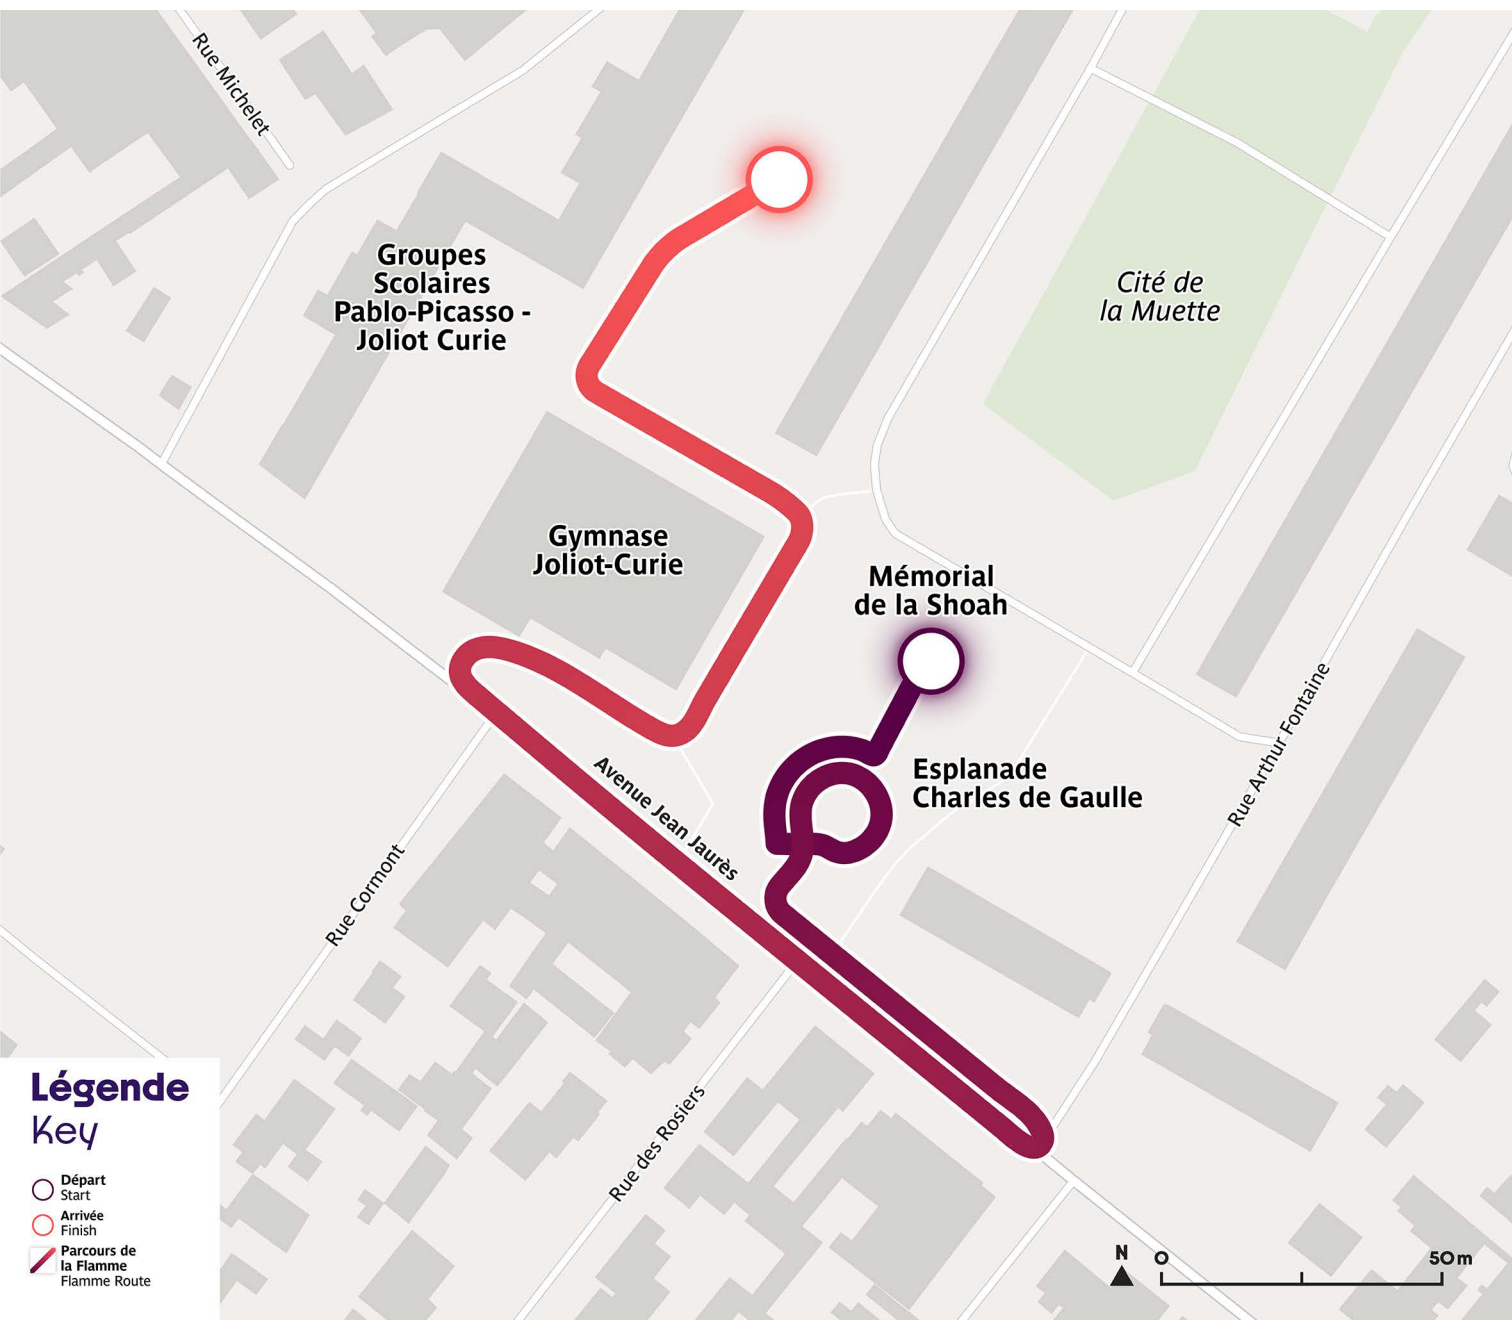 Rue Michelet
Groupes
Scolaires
Pablo-Picasso -
Joliot Curie
Cité de
la Muette
Gymnase
Joliot-Curie
Mémorial
de la Shoah
Esplanade
Charles de Gaulle
Avenue Jean Jaurès
Rue Arthur Fontaine
Rue Cormont
Rue des Rosiers
Légende
Key
Départ
Start
Arrivée
Finish
Parcours de
la Flamme
Flamme Route
N
0
50 m